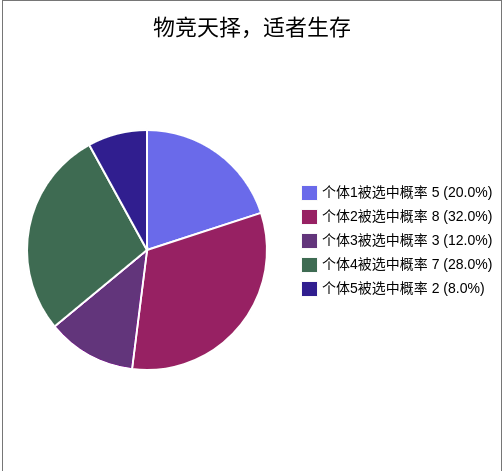 物竞天择，适者生存
个体1被选中概率 5 (20.0%)
个体2被选中概率 8 (32.0%)
个体3被选中概率 3 (12.0%)
个体4被选中概率 7 (28.0%)
个体5被选中概率 2 (8.0%)